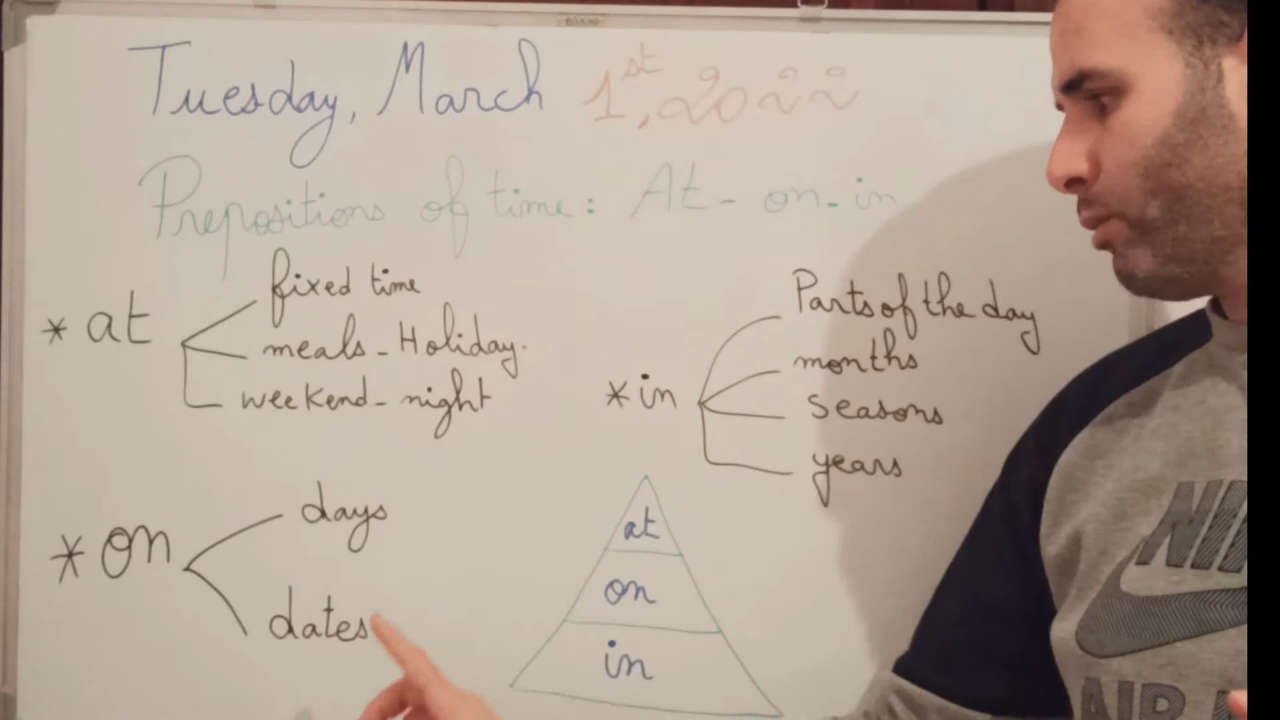 Tuesday, March 1st, 2022
Prepositions of time: At - on - in
* at
fixed time
meals - Holiday.
weekend - night
* in
Parts of the day
months
seasons
years
* on
days
dates
at
on
in
AIR